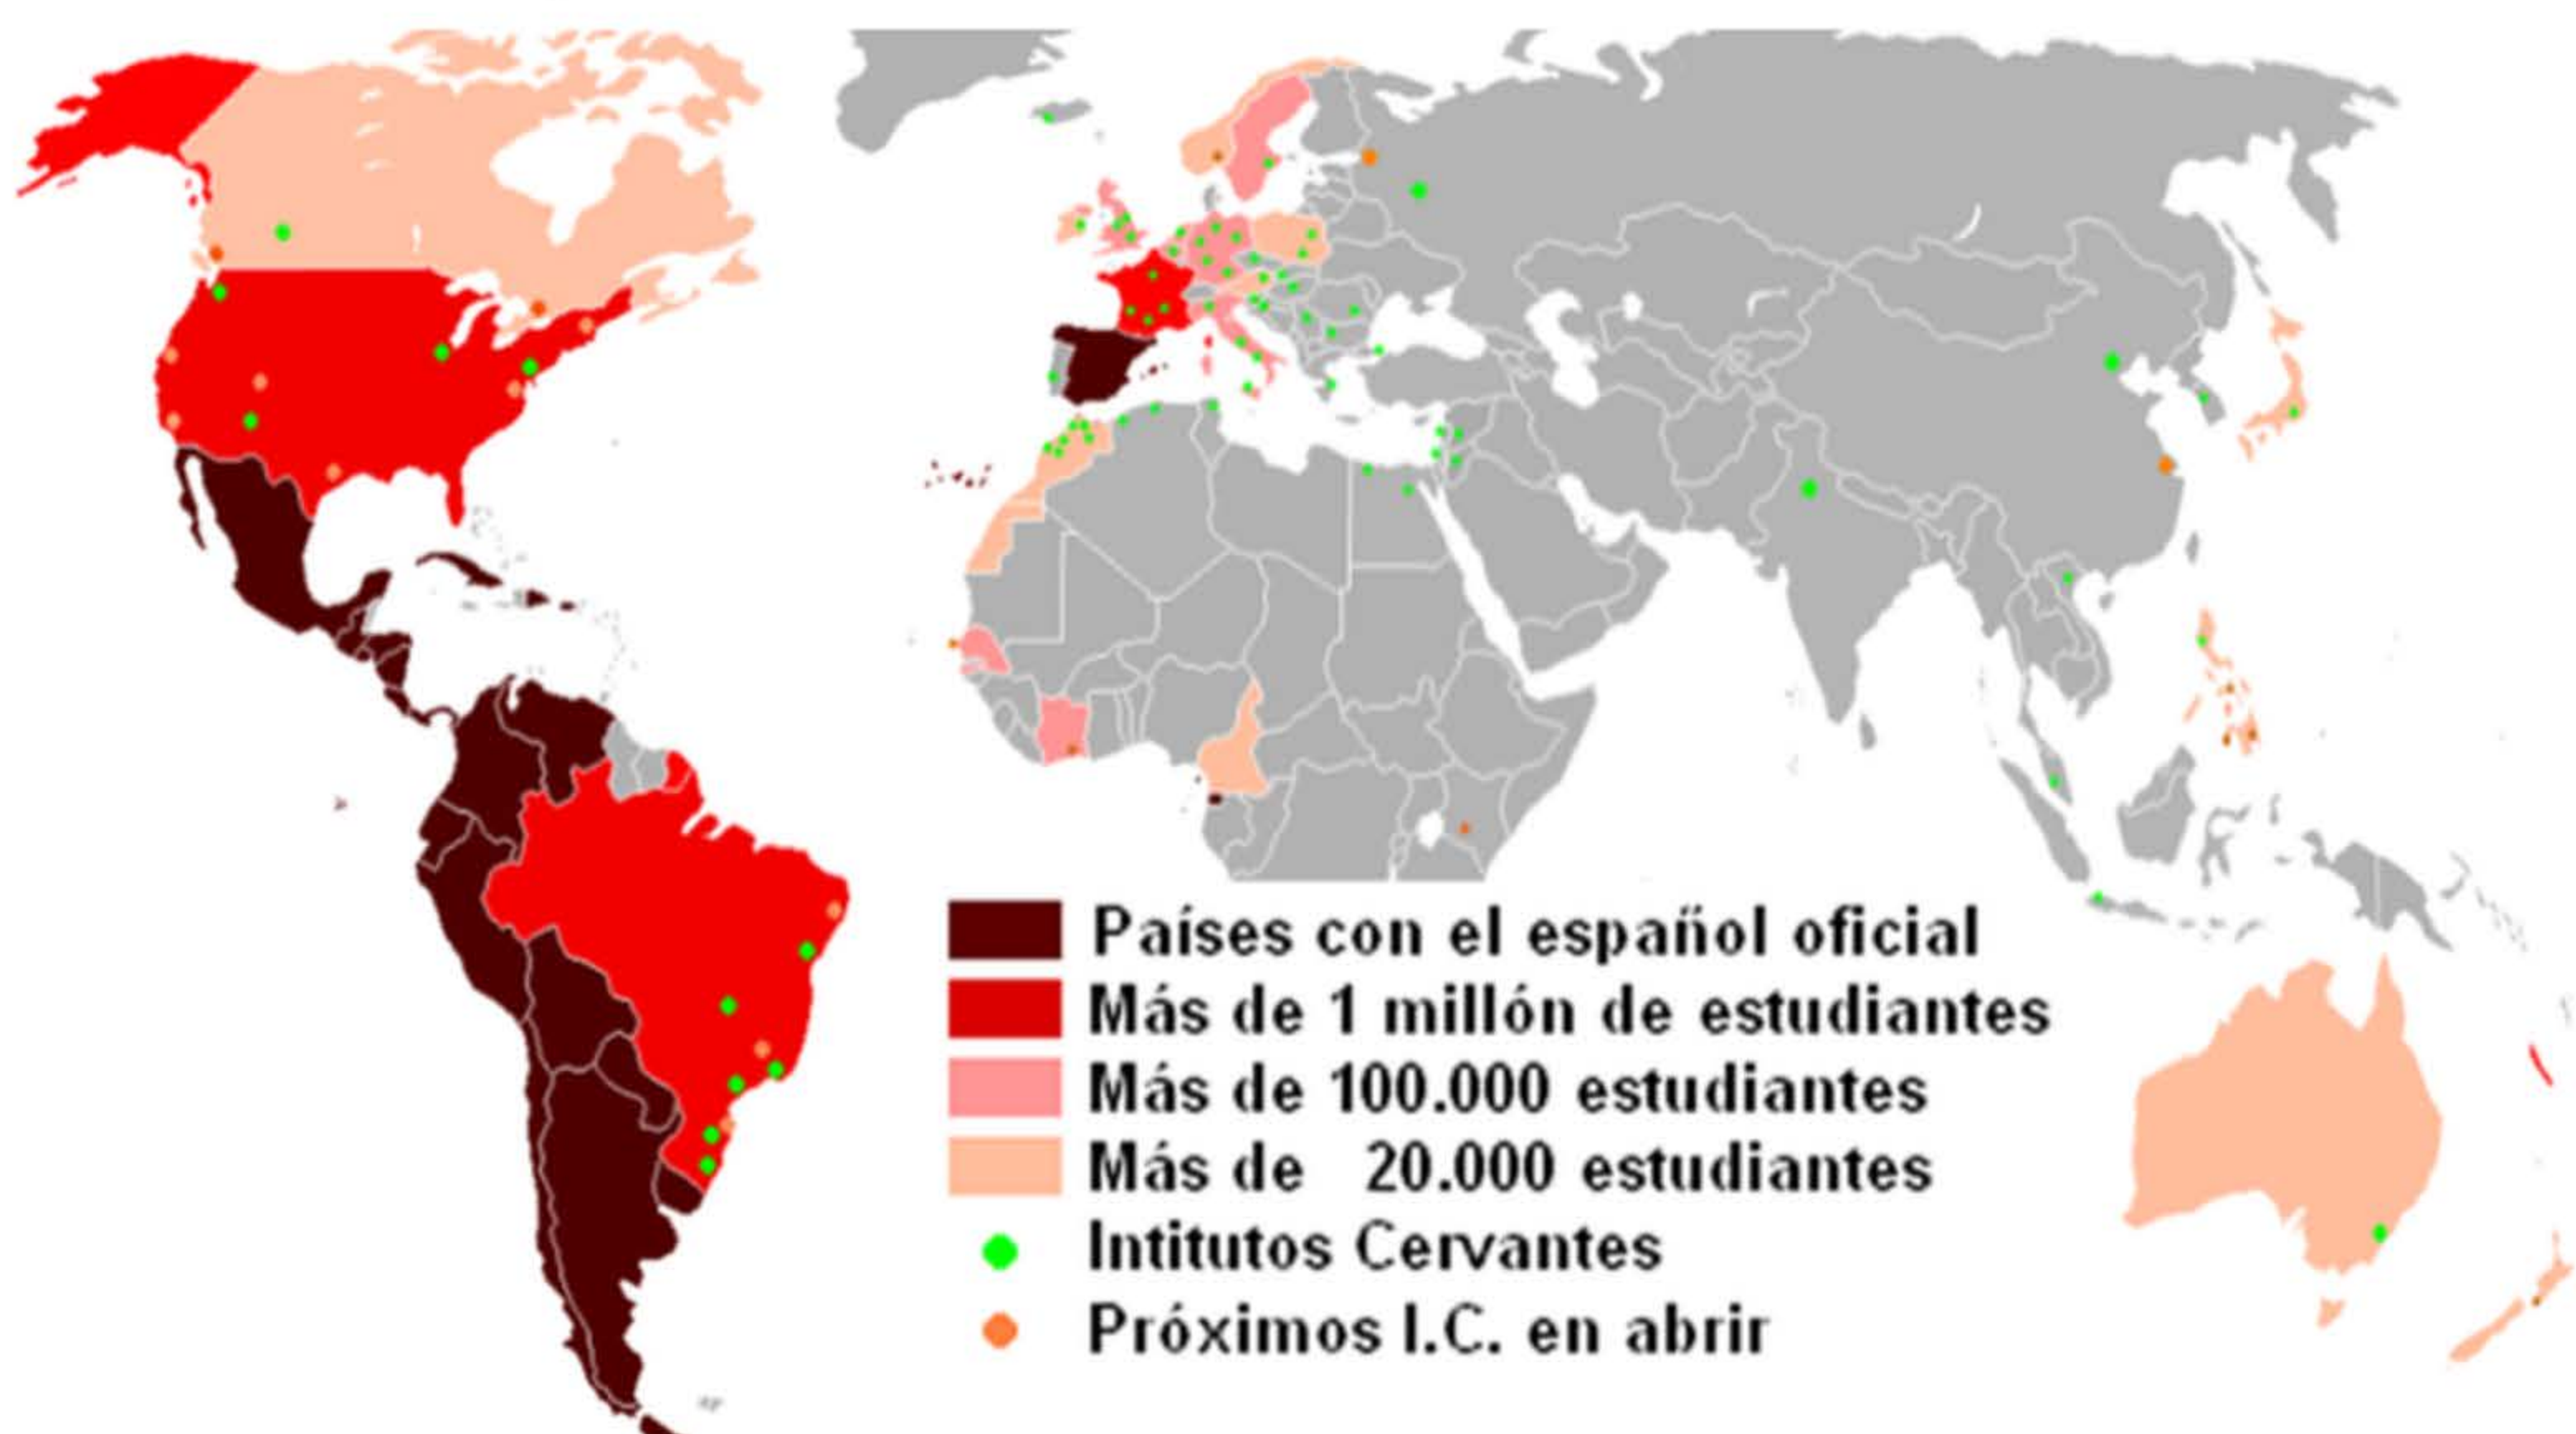 Países con el español oficial
Más de 1 millón de estudiantes
Más de 100.000 estudiantes
Más de 20.000 estudiantes
Intitutos Cervantes
Próximos I.C. en abrir